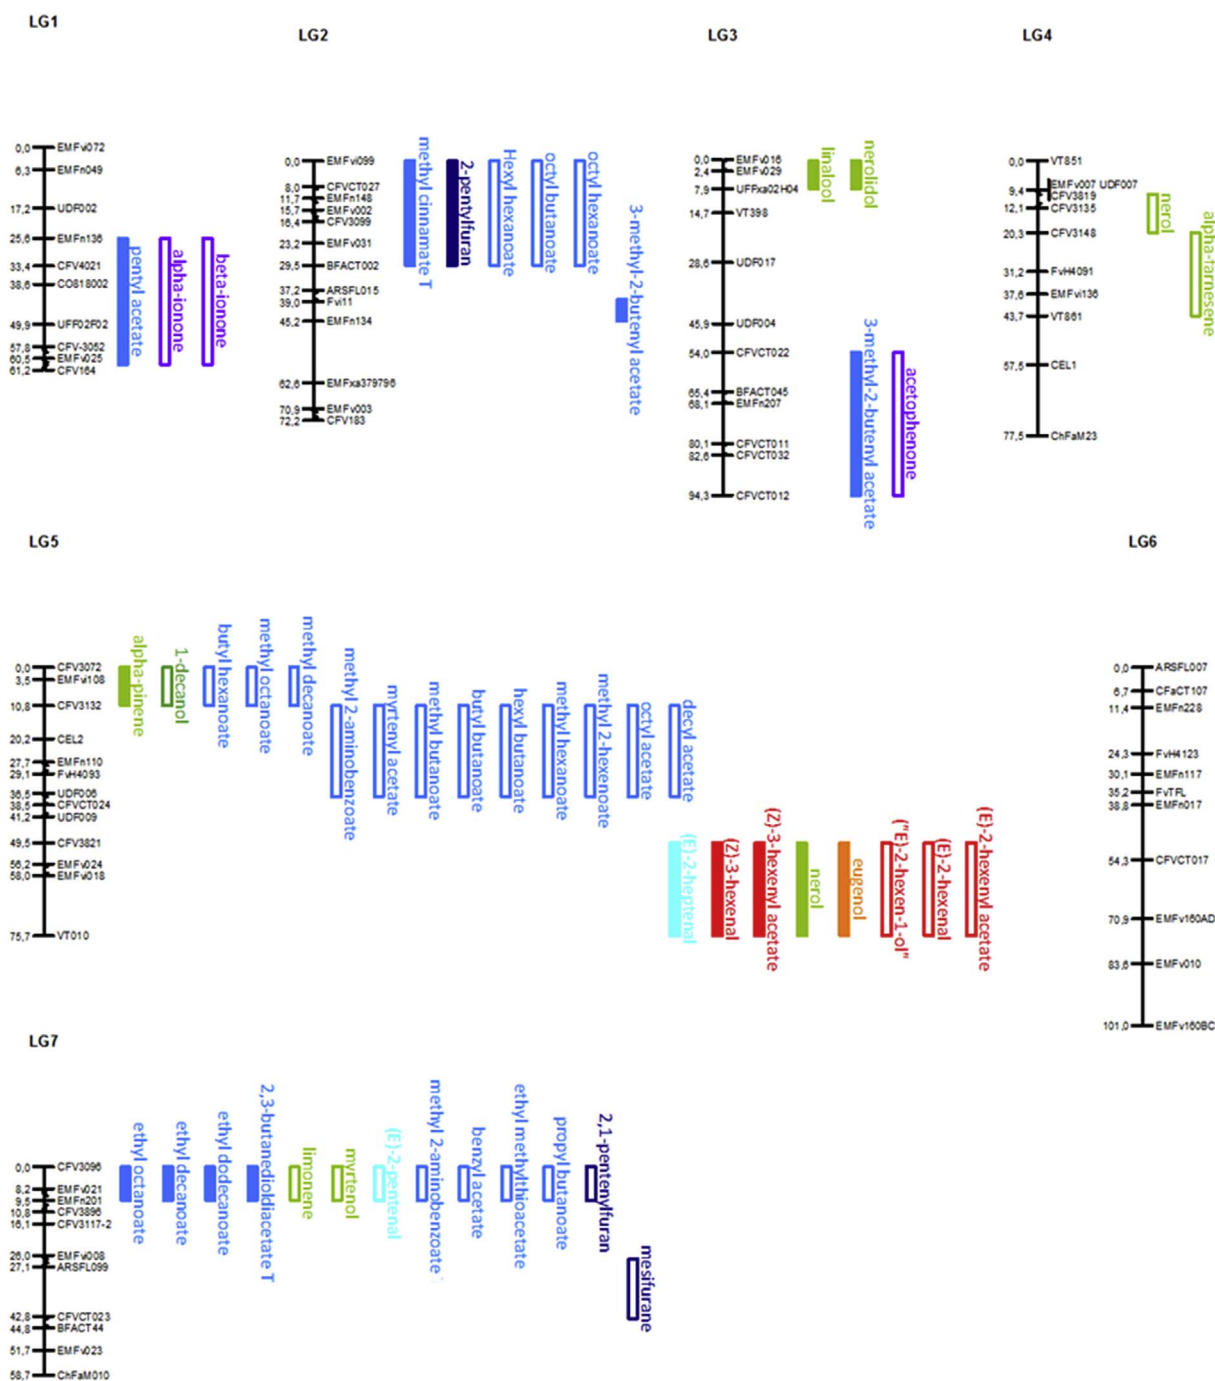 LG1
0,0 EMFvi072
6,3 EMFn049
17,2 UDF002
25,6 EMFn136
33,4 CFV4021
38,6 CO818002
49,9 UFF02F02
57,8 CFV-3052
60,5 EMFv025
61,2 CFV164
pentyl acetate
alpha-ionone
beta-ionone
LG2
0,0 EMFvi099
8,0 CFVCT027
11,7 EMFn148
15,7 EMFv002
16,4 CFV3099
23,2 EMFv031
29,5 BFACT002
37,2 ARSFL015
39,0 Fvi11
45,2 EMFn134
62,6 EMFxa379796
70,9 EMFv003
72,2 CFV183
methyl cinnamate T
2-pentylfuran
Hexyl hexanoate
octyl butanoate
octyl hexanoate
3-methyl-2-butenyl acetate
LG3
0,0 EMFv016
2,4 EMFv029
7,9 UFFxa02H04
14,7 VT398
28,6 UDF017
45,9 UDF004
54,0 CFVCT022
65,4 BFACT045
68,1 EMFn207
80,1 CFVCT011
82,6 CFVCT032
94,3 CFVCT012
linalool
nerolidol
3-methyl-2-butenyl acetate
acetophenone
LG4
0,0 VT851
EMFv007 UDF007
9,4 CFV3819
12,1 CFV3135
20,3 CFV3148
31,2 FvH4091
37,6 EMFvi136
43,7 VT861
57,5 CEL1
77,5 ChFaM23
nerol
alpha-farnesene
LG5
0,0 CFV3072
3,5 EMFvi108
10,8 CFV3132
20,2 CEL2
27,7 EMFn110
29,1 FvH4093
36,5 UDF006
38,5 CFVCT024
41,2 UDF009
49,5 CFV3821
55,2 EMFv024
58,0 EMFvi018
75,7 VT010
alpha-pinene
1-decanol
butyl hexanoate
methyl octanoate
methyl decanoate
methyl 2-aminobenzoate
myrtenyl acetate
methyl butanoate
butyl butanoate
hexyl butanoate
methyl hexanoate
methyl 2-hexenoate
octyl acetate
decyl acetate
(E)-2-heptenal
(Z)-3-hexenal
(Z)-3-hexenyl acetate
nerol
eugenol
("E)-2-hexen-1-ol"
(E)-2-hexenal
(E)-2-hexenyl acetate
LG6
0,0 ARSFL007
6,7 CFaCT107
11,4 EMFn228
24,3 FvH4123
30,1 EMFn117
35,2 FvTFL
38,8 EMFn017
54,3 CFVCT017
70,9 EMFv160AD
83,6 EMFv010
101,0 EMFv160BC
LG7
0,0 CFV3096
8,2 EMFv021
9,5 EMFn201
10,8 CFV3896
16,1 CFV3117-2
26,0 EMFv008
27,1 ARSFL099
42,8 CFVCT023
44,8 BFACT44
51,7 EMFv023
58,7 ChFaM010
ethyl octanoate
ethyl decanoate
ethyl dodecanoate
2,3-butanedioldiacetate T
limonene
myrtenol
(E)-2-pentenal
methyl 2-aminobenzoate
benzyl acetate
ethyl methylthioacetate
propyl butanoate
2,1-pentenylfuran
mesifurane